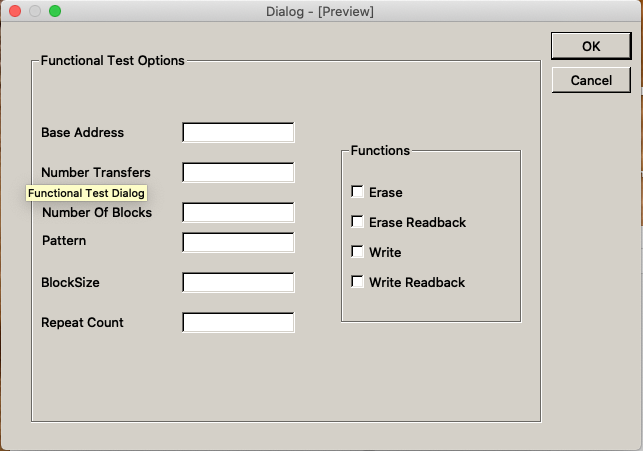 Dialog - [Preview]
OK
Cancel
Functional Test Options
Base Address
Number Transfers
Functional Test Dialog
Number Of Blocks
Pattern
BlockSize
Repeat Count
Functions
Erase
Erase Readback
Write
Write Readback